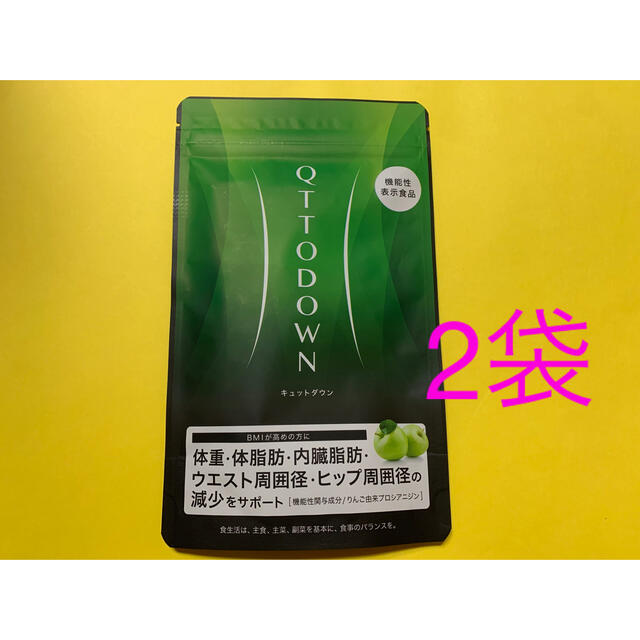 機能性
表示食品
QTTODOWN
キュットダウン
2袋
BMIが高めの方に
体重・体脂肪・内臓脂肪・
ウエスト周囲径・ヒップ周囲径の
減少をサポート [機能性関与成分/りんご由来プロシアニジン]
食生活は、主食、主菜、副菜を基本に、食事のバランスを。